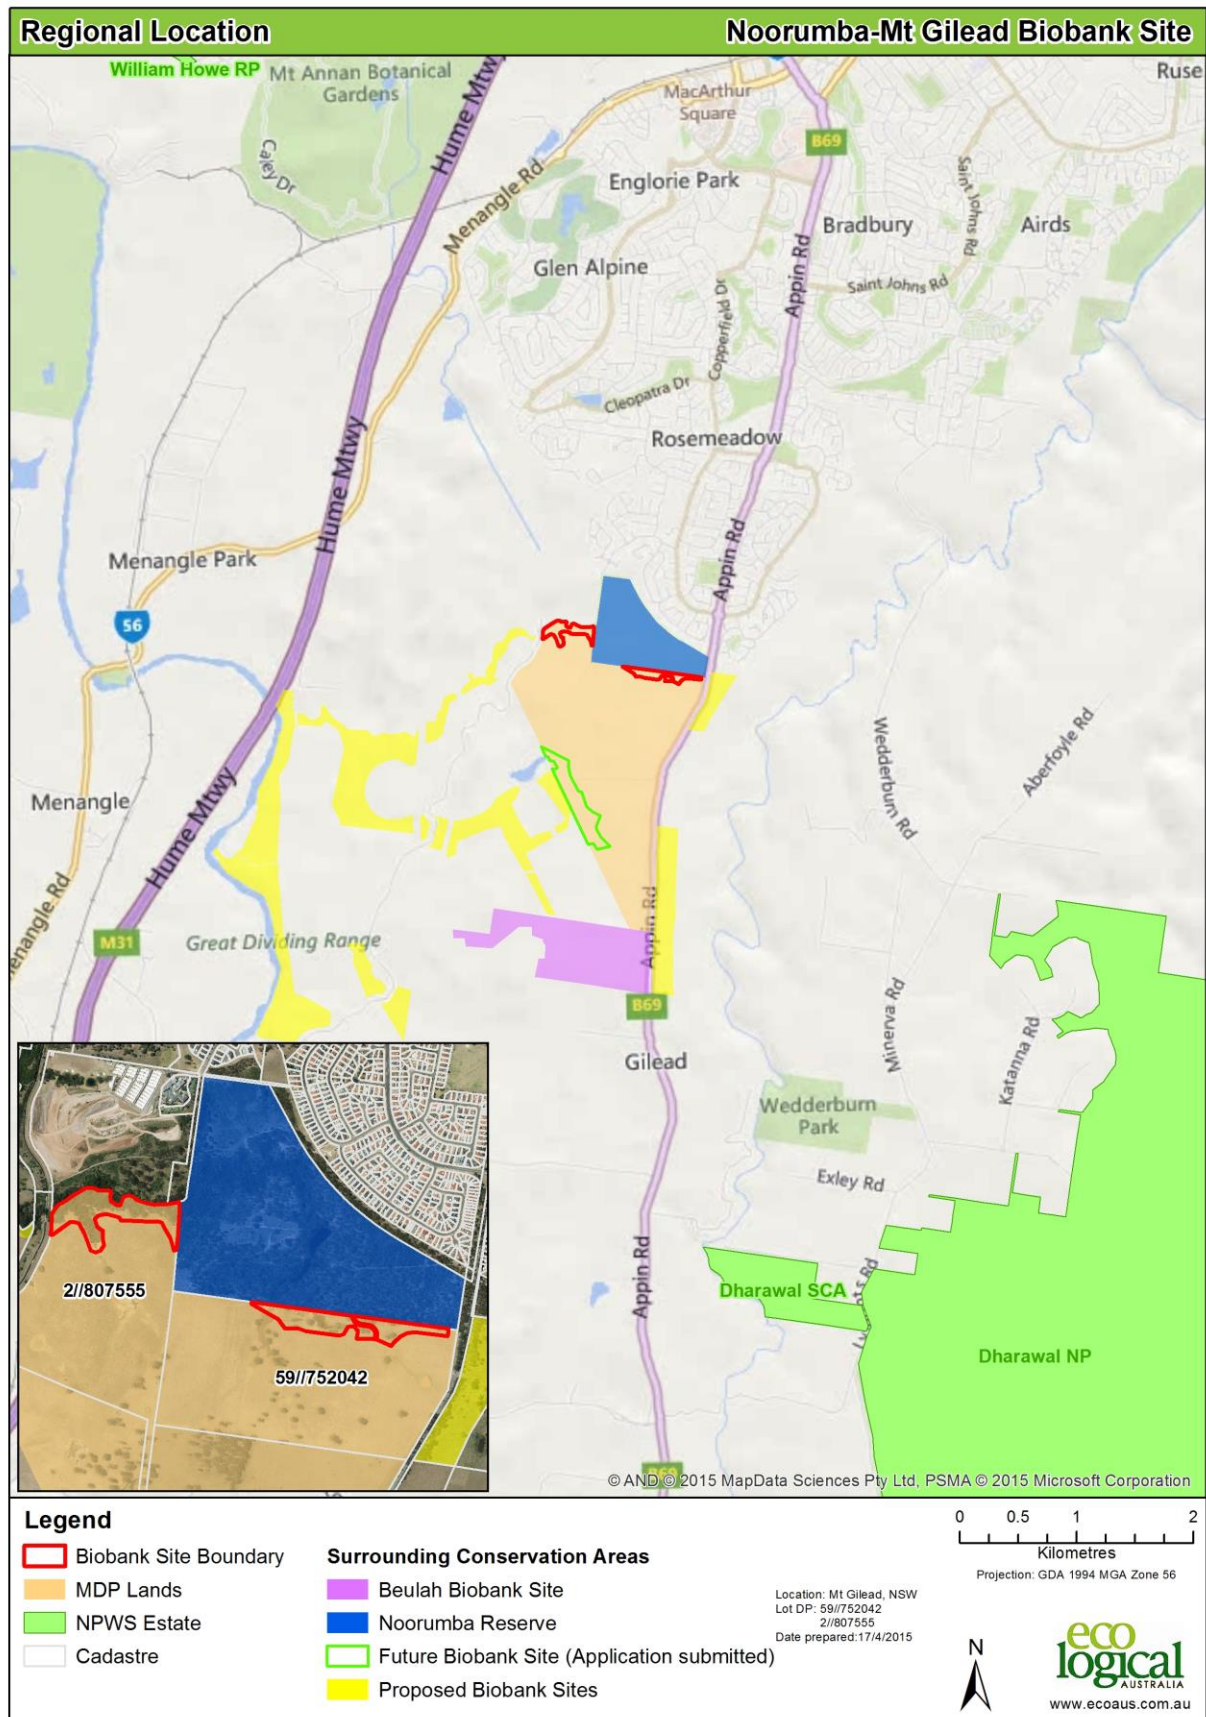 Regional Location
Noorumba-Mt Gilead Biobank Site
William Howe RP
Mt Annan Botanical
Gardens
Hume Mtwy
MacArthur
Square
Ruse
Caley Dr
Menangle Rd
B69
Englorie Park
Saint Johns Rd
Bradbury
Airds
Glen Alpine
Appin Rd
Saint Johns Rd
Copperfield Dr
Cleopatra Dr
Rosemeadow
Hume Mtwy
Appin Rd
Menangle Park
56
Wedderburn Rd
Aberfoyle Rd
Menangle
Hume Mtwy
Menangle Rd
Appin Rd
M31
Great Dividing Range
B69
Minerva Rd
Katanna Rd
Gilead
Wedderburn
Park
Exley Rd
Appin Rd
Dharawal SCA
Dharawal NP
2//807555
59//752042
B69
© AND © 2015 MapData Sciences Pty Ltd, PSMA © 2015 Microsoft Corporation
Legend
Biobank Site Boundary
MDP Lands
NPWS Estate
Cadastre
Surrounding Conservation Areas
Beulah Biobank Site
Noorumba Reserve
Future Biobank Site (Application submitted)
Proposed Biobank Sites
Location: Mt Gilead, NSW
Lot DP: 59//752042
2//807555
Date prepared:17/4/2015
0 0.5 1 2
Kilometres
Projection: GDA 1994 MGA Zone 56
N
eco
logical
AUSTRALIA
www.ecoaus.com.au